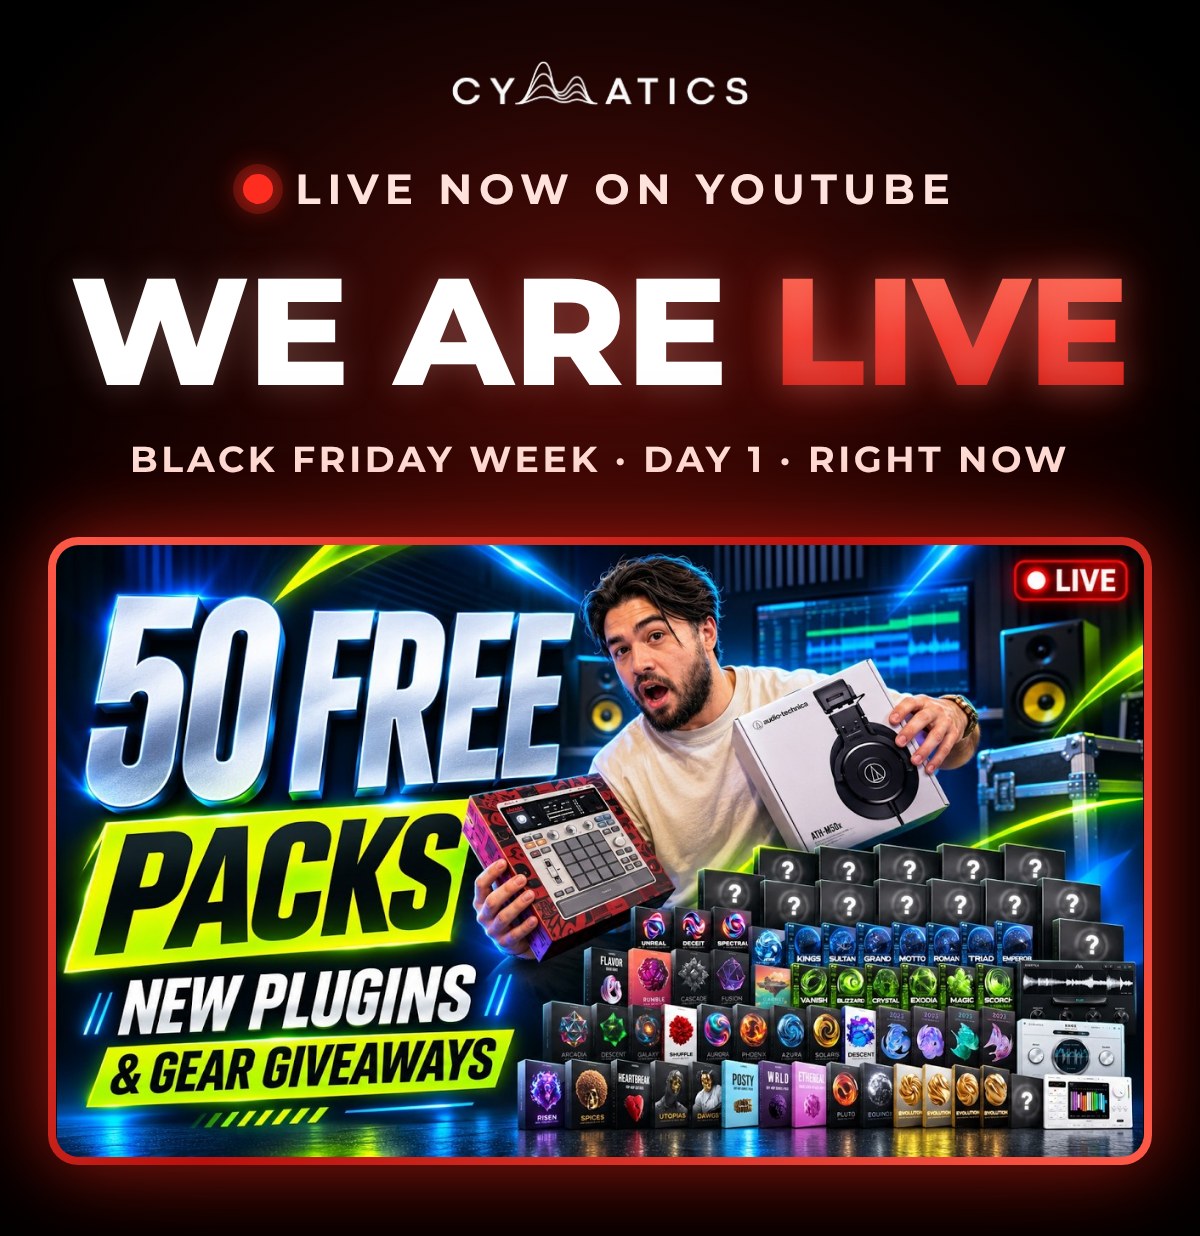 CYMATICS
LIVE NOW ON YOUTUBE
WE ARE LIVE
BLACK FRIDAY WEEK · DAY 1 · RIGHT NOW
LIVE
50 FREE
PACKS
NEW PLUGINS
& GEAR GIVEAWAYS
audio-technica
ATH-M50x
? ? ? ? ?
? ? ? ? ? ?
?
UNREAL DECEIT SPECTRAL
KINGS SULTAN GRAND MOTTO ROMAN TRIAD EMPEROR
FLAVOR
RUMBLE CASCADE FUSION
VANISH BLIZZARD CRYSTAL EXODIA MAGIC SCORCH
ARCADIA DESCENT GALAXY SHUFFLE AURORA PHOENIX AZURA SOLARIS DESCENT
RISEN SPICES HEARTBREAK UTOPIAS DAWGS POSTY WRLD ETHEREAL PLUTO EQUINOX EVOLUTION EVOLUTION EVOLUTION EVOLUTION ?